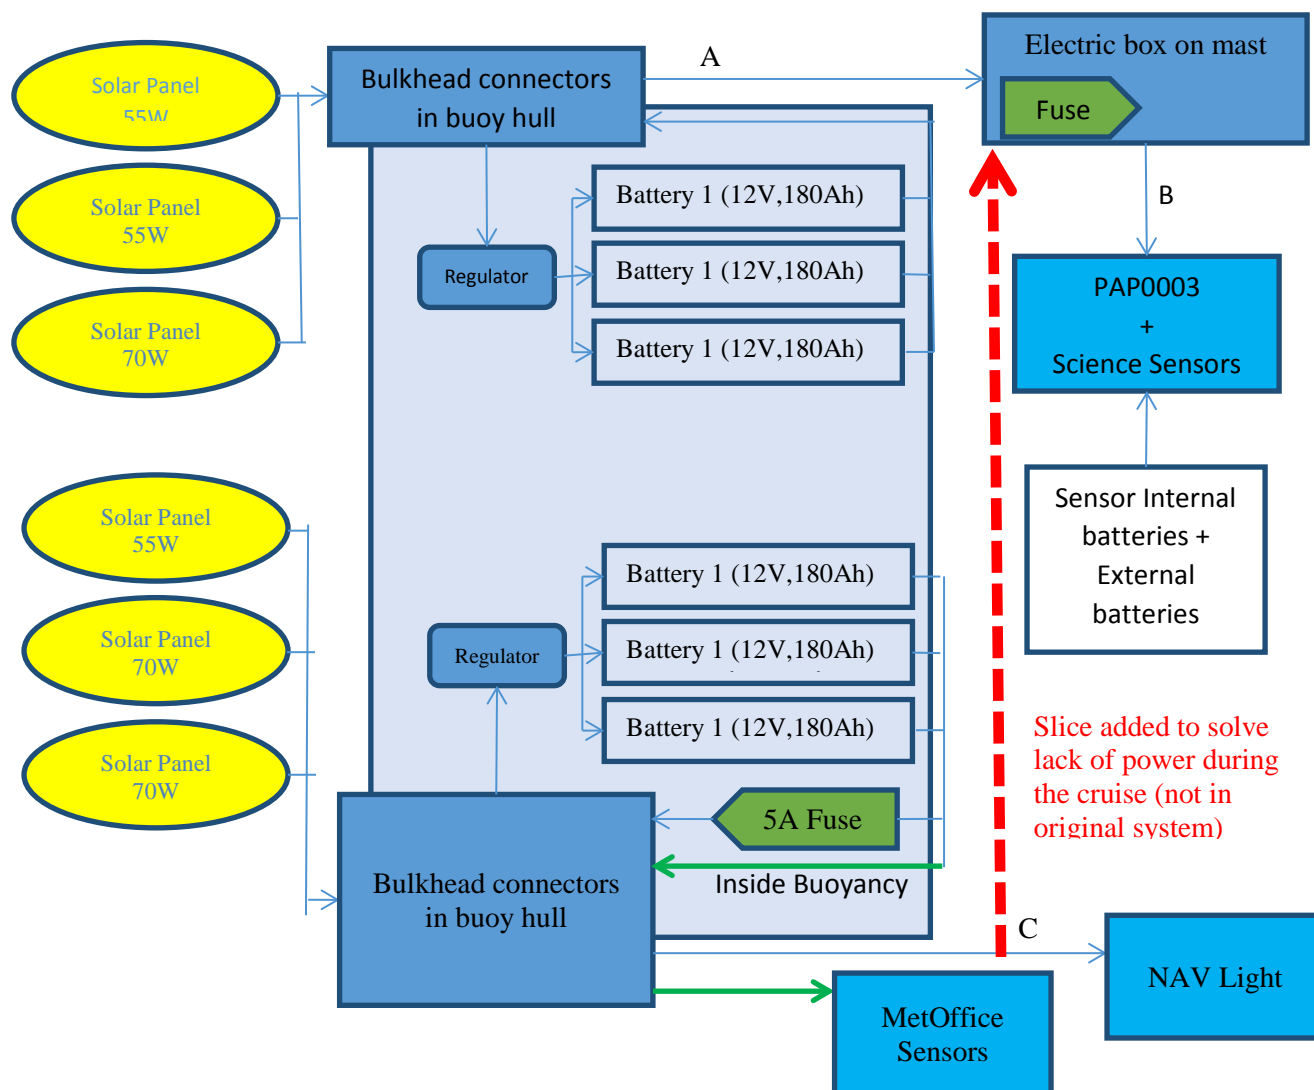 Solar Panel
55W
Solar Panel
55W
Solar Panel
70W
Bulkhead connectors
in buoy hull
A
Electric box on mast
Fuse
Battery 1 (12V,180Ah)
Regulator
Battery 1 (12V,180Ah)
Battery 1 (12V,180Ah)
B
PAP0003
+
Science Sensors
Sensor Internal
batteries +
External
batteries
Solar Panel
55W
Solar Panel
70W
Solar Panel
70W
Battery 1 (12V,180Ah)
Regulator
Battery 1 (12V,180Ah)
Battery 1 (12V,180Ah)
5A Fuse
Inside Buoyancy
Bulkhead connectors
in buoy hull
Slice added to solve
lack of power during
the cruise (not in
original system)
C
NAV Light
MetOffice
Sensors